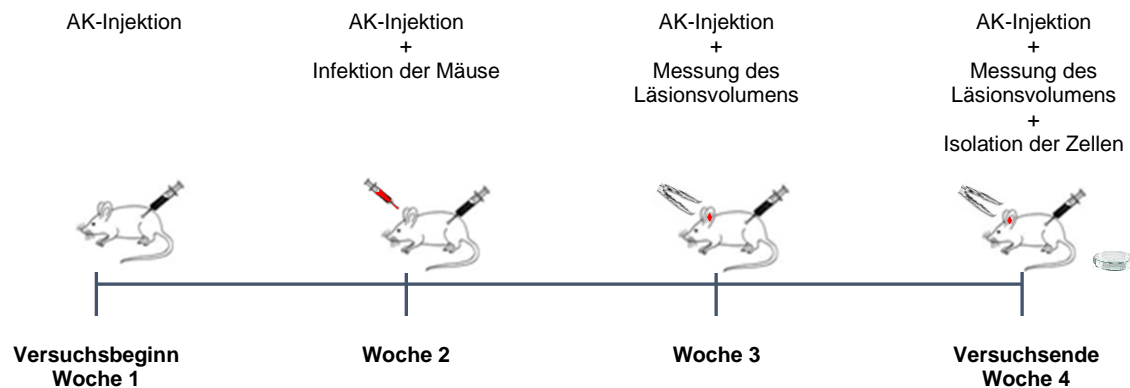 AK-Injektion
AK-Injektion
+
Infektion der Mäuse
AK-Injektion
+
Messung des
Läsionsvolumens
AK-Injektion
+
Messung des
Läsionsvolumens
+
Isolation der Zellen
Versuchsbeginn
Woche 1
Woche 2
Woche 3
Versuchsende
Woche 4